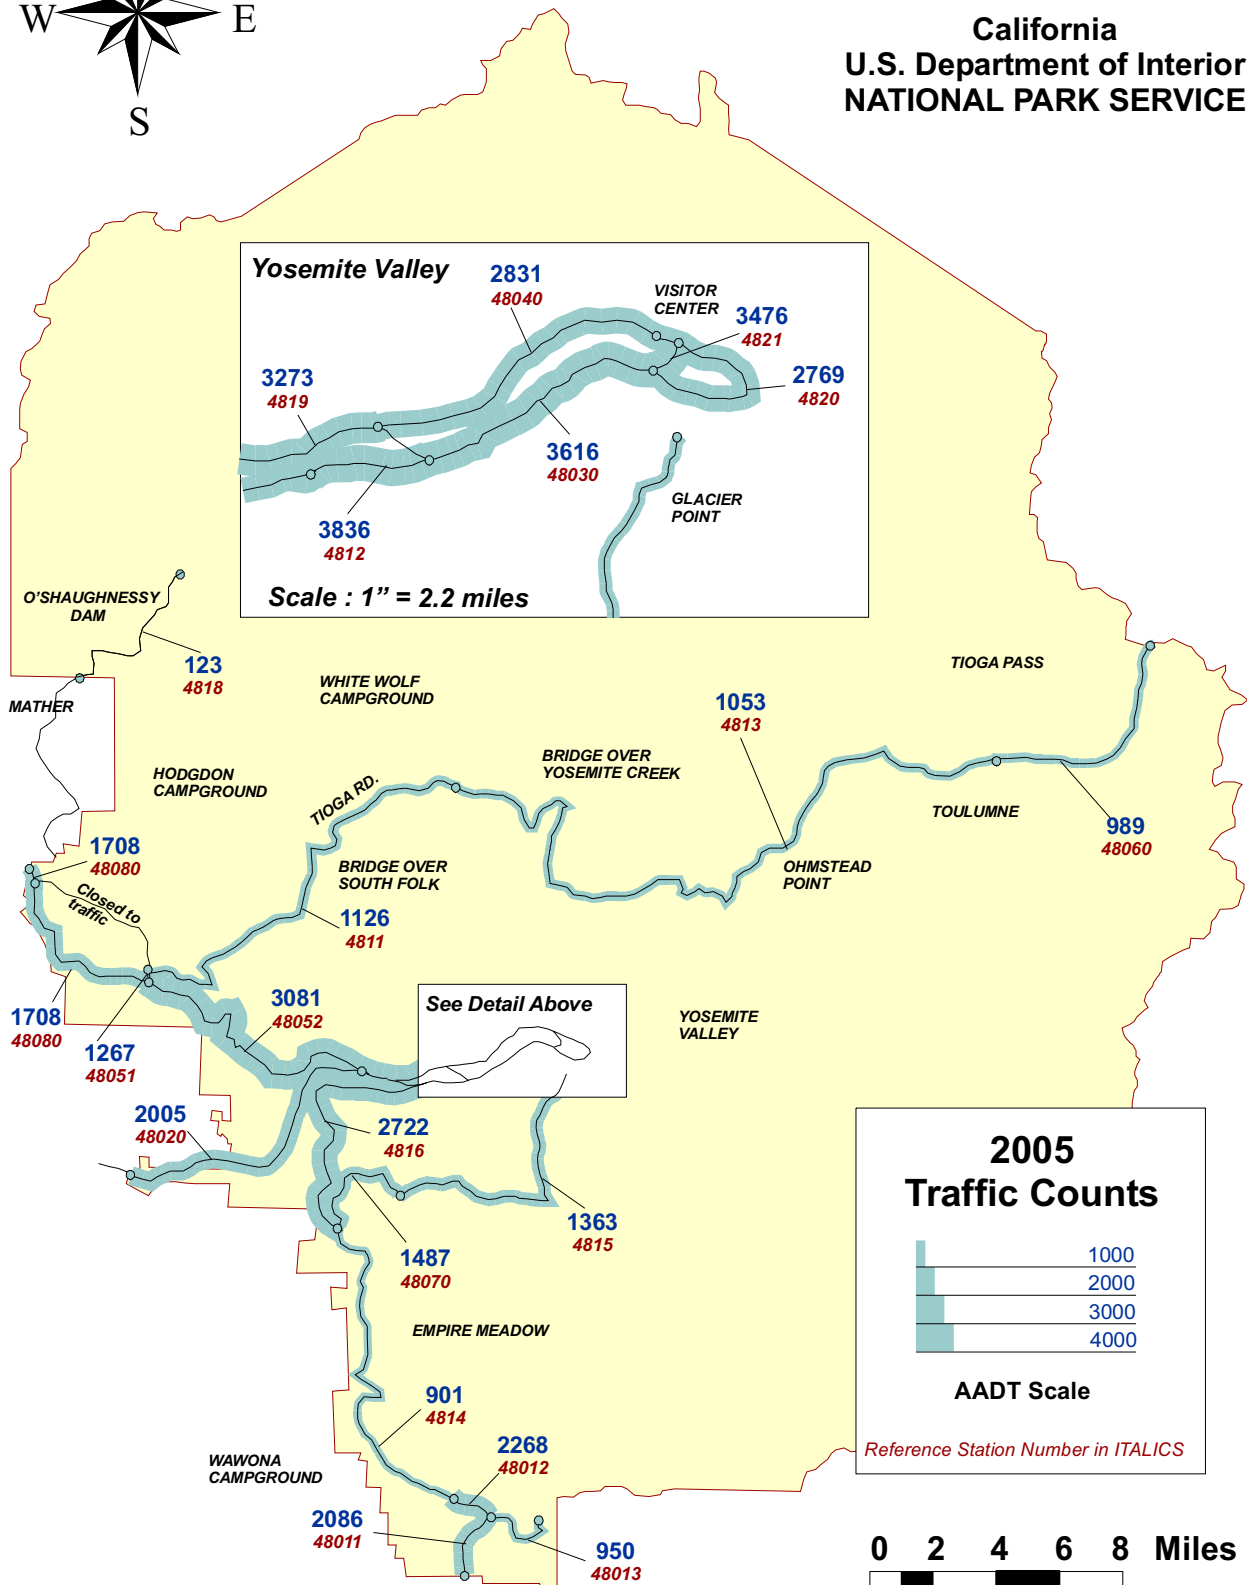 W E
S
California
U.S. Department of Interior
NATIONAL PARK SERVICE
Yosemite Valley
2831
48040
VISITOR
CENTER
3476
4821
3273
4819
2769
4820
3616
48030
3836
4812
GLACIER
POINT
Scale : 1” = 2.2 miles
O'SHAUGHNESSY
DAM
123
4818
MATHER
WHITE WOLF
CAMPGROUND
TIOGA PASS
1053
4813
HODGDON
CAMPGROUND
TIOGA RD.
BRIDGE OVER
YOSEMITE CREEK
TOULUMNE
989
48060
1708
48080
Closed to
traffic
BRIDGE OVER
SOUTH FOLK
OHMSTEAD
POINT
1126
4811
1708
48080
1267
48051
3081
48052
See Detail Above
YOSEMITE
VALLEY
2005
48020
2722
4816
1363
4815
1487
48070
EMPIRE MEADOW
901
4814
WAWONA
CAMPGROUND
2268
48012
2086
48011
950
48013
2005
Traffic Counts
1000
2000
3000
4000
AADT Scale
Reference Station Number in ITALICS
0 2 4 6 8 Miles